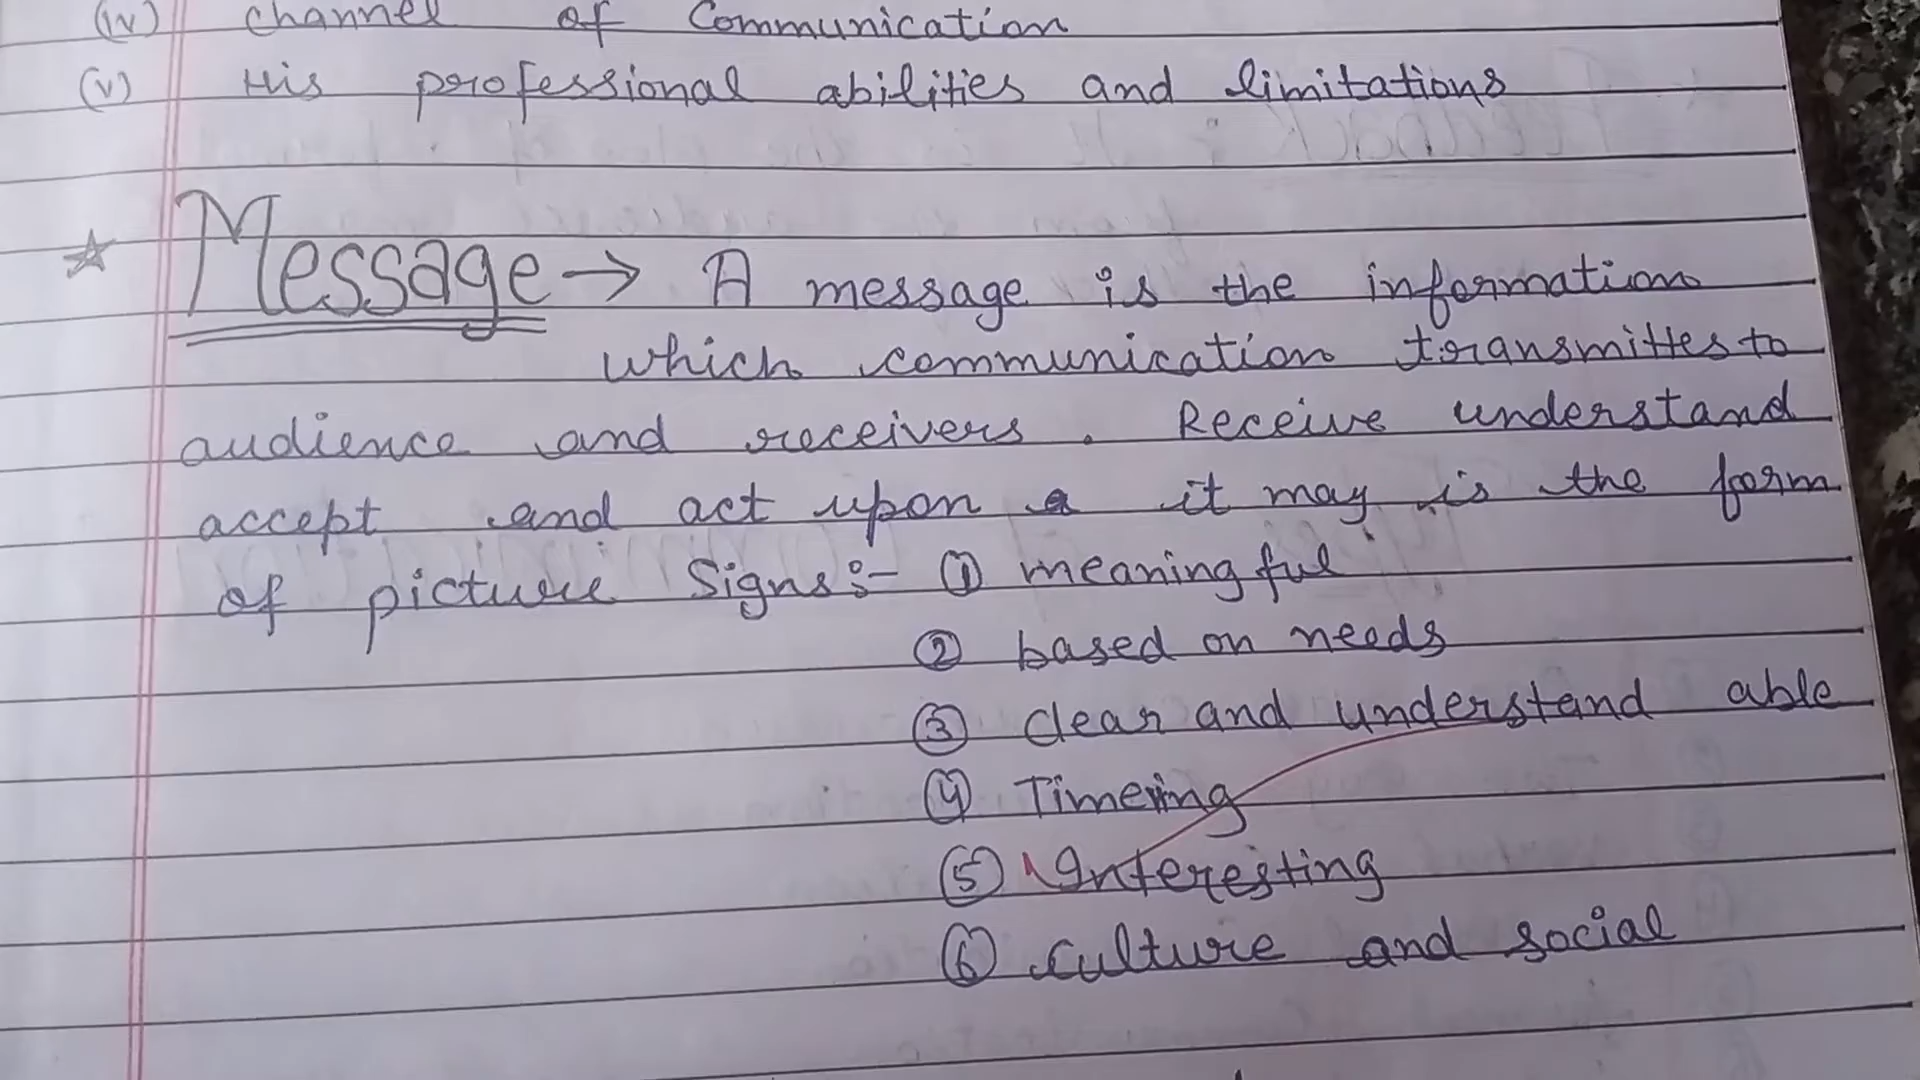 (iv) channel of Communication
(v) His professional abilities and limitations
☆ Message → A message is the information
which communication transmittes to
audience and receivers. Receive understand
accept and act upon a it may is the form
of picture Signs:- ① meaningful
② based on needs
③ clear and understand able
④ Timeing
⑤ Interesting
⑥ culture and social